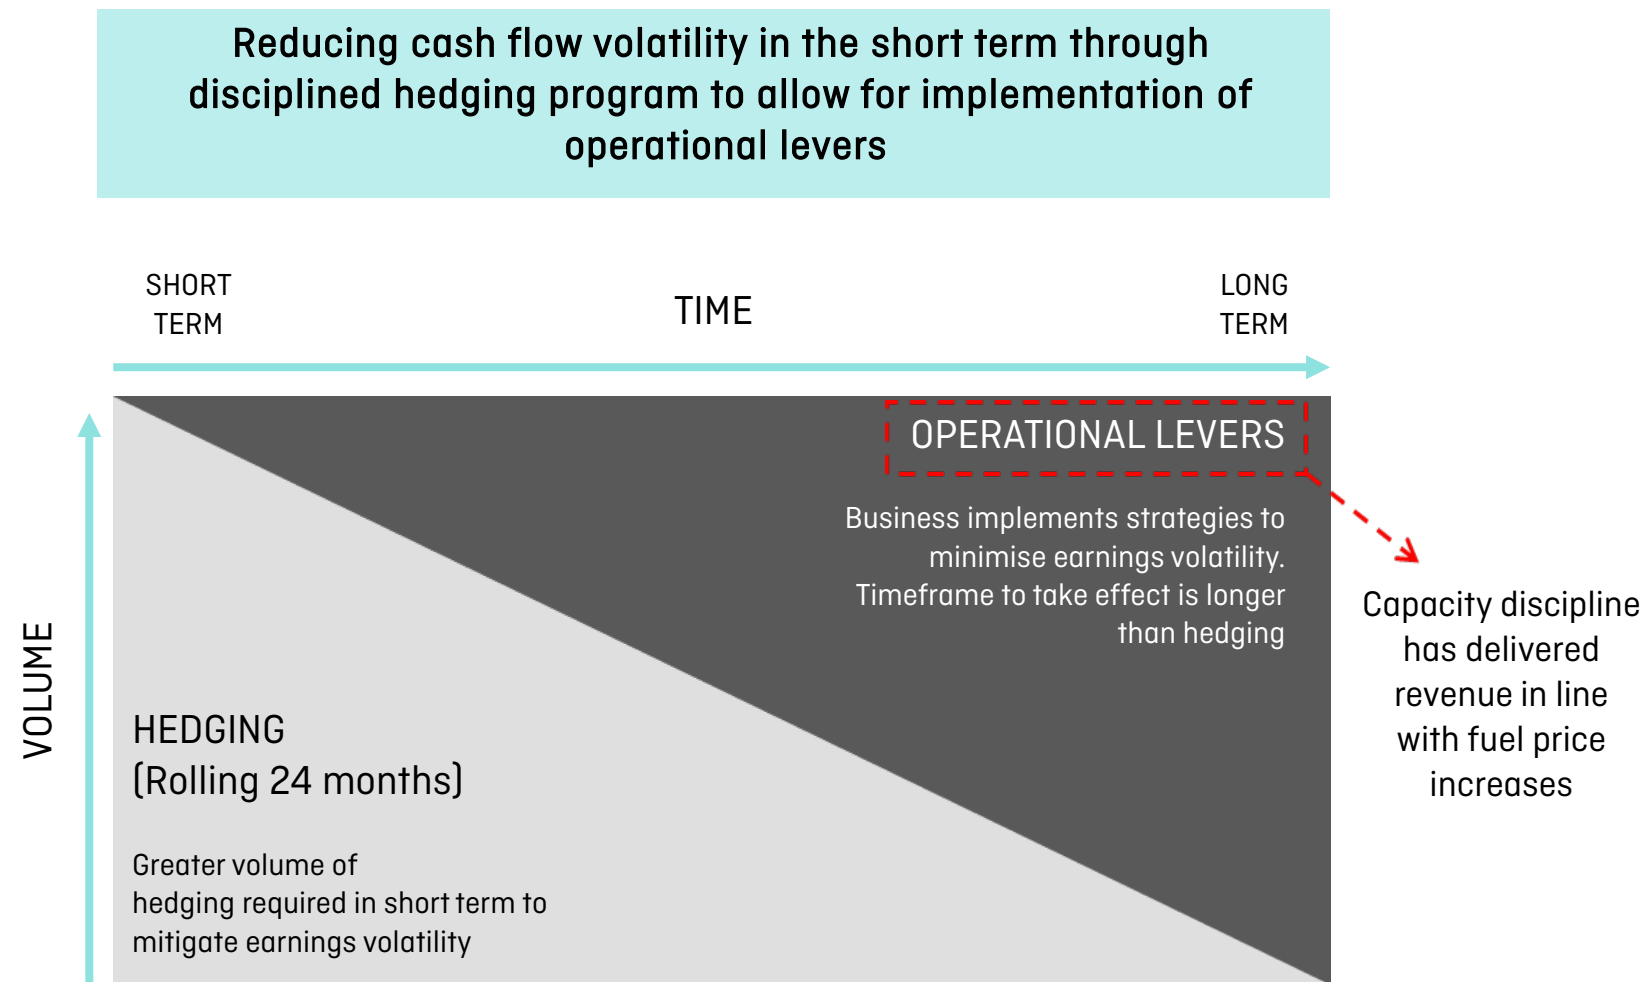 Reducing cash flow volatility in the short term through
disciplined hedging program to allow for implementation of
operational levers
SHORT
TERM
TIME
LONG
TERM
VOLUME
OPERATIONAL LEVERS
Business implements strategies to
minimise earnings volatility.
Timeframe to take effect is longer
than hedging
Capacity discipline
has delivered
revenue in line
with fuel price
increases
HEDGING
(Rolling 24 months)
Greater volume of
hedging required in short term to
mitigate earnings volatility